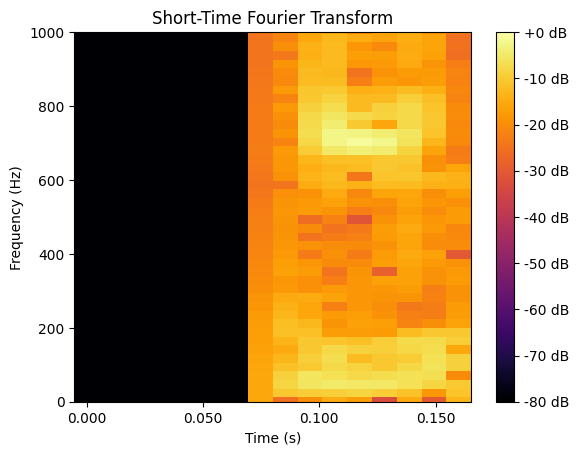 Short-Time Fourier Transform
1000
800
600
400
200
0
Frequency (Hz)
0.000
0.050
0.100
0.150
Time (s)
+0 dB
-10 dB
-20 dB
-30 dB
-40 dB
-50 dB
-60 dB
-70 dB
-80 dB